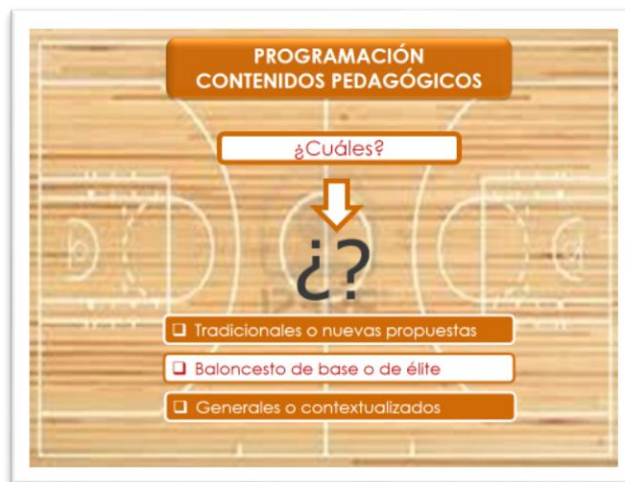 PROGRAMACIÓN
CONTENIDOS PEDAGÓGICOS
¿Cuáles?
¿?
Tradicionales o nuevas propuestas
Baloncesto de base o de élite
Generales o contextualizados